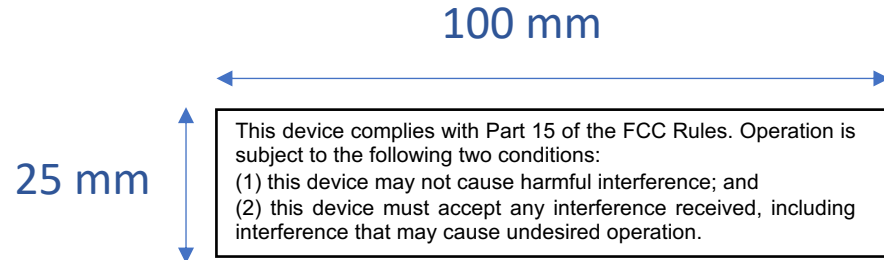 100 mm
25 mm
This device complies with Part 15 of the FCC Rules. Operation is
subject to the following two conditions:
(1) this device may not cause harmful interference; and
(2) this device must accept any interference received, including
interference that may cause undesired operation.